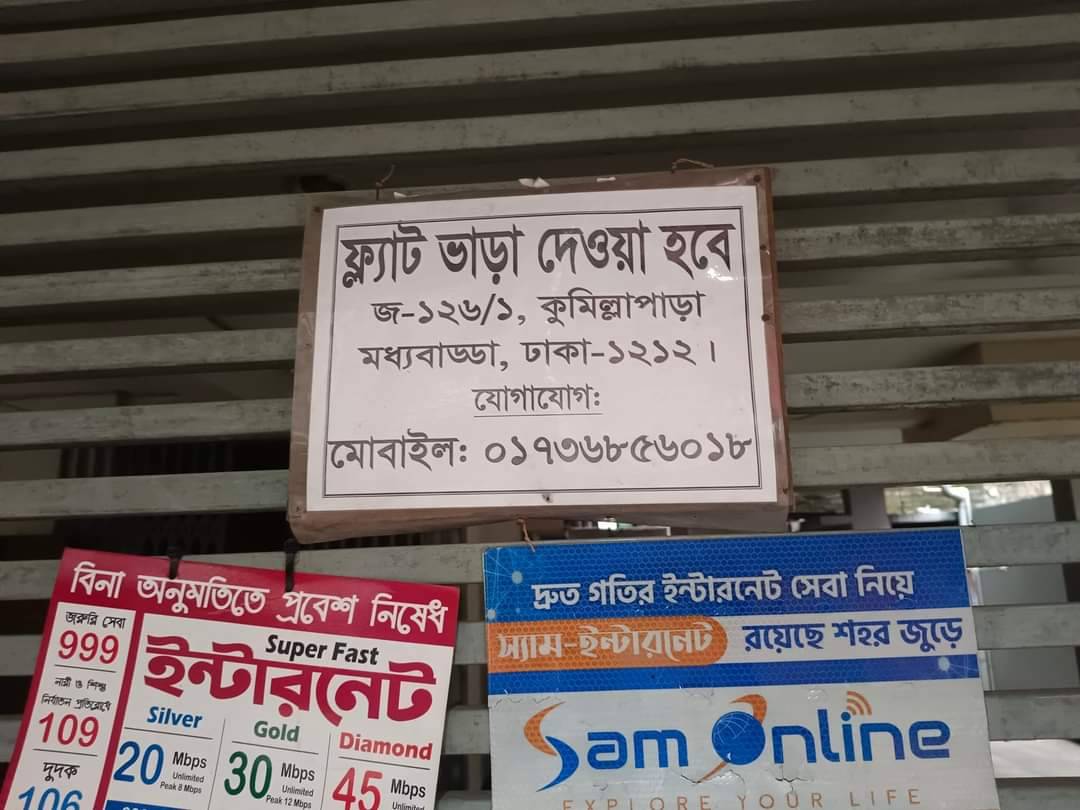 ফ্ল্যাট ভাড়া দেওয়া হবে
জ-১২৬/১, কুমিল্লাপাড়া
মধ্যবাড্ডা, ঢাকা-১২১২।
যোগাযোগঃ
মোবাইল: ০১৭৩৬৮৫৬০১৮
বিনা অনুমতিতে প্রবেশ নিষেধ
জরুরি সেবা
999
নারী ও শিশু
নির্যাতন প্রতিরোধে
109
দুদক
106
Super Fast
ইন্টারনেট
Silver
20 Mbps
Unlimited
Peak 8 Mbps
Gold
30 Mbps
Unlimited
Peak 12 Mbps
Diamond
45 Mbps
Unlimited
দ্রুত গতির ইন্টারনেট সেবা নিয়ে
স্যাম-ইন্টারনেট রয়েছে শহর জুড়ে
Sam Online
EXPLORE YOUR LIFE